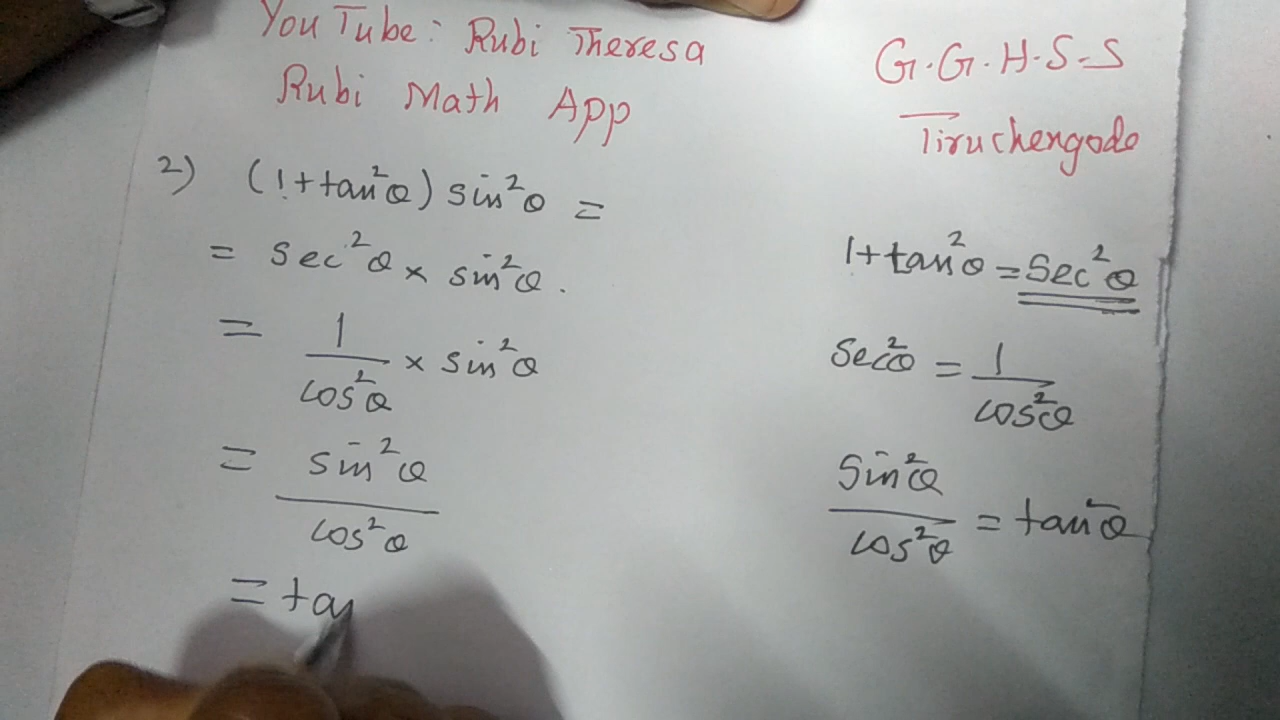 YouTube: Rubi Theresa
Rubi Math App
G.G.H.S.S
Tiruchengode
2) (1+tan²θ) sin²θ =
= sec²θ × sin²θ.
= 1/cos²θ × sin²θ
= sin²θ/cos²θ
= tan
1+tan²θ = Sec²θ
Sec²θ = 1/cos²θ
Sin²θ/cos²θ = tan²θ